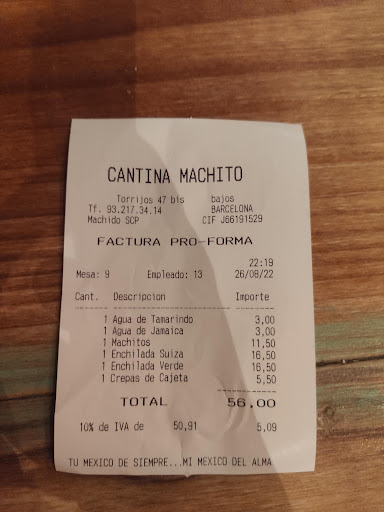 CANTINA MACHITO
Torrijos 47 bis bajos
Tf. 93.217.34.14 BARCELONA
Machido SCP CIF J66191529
FACTURA PRO-FORMA
22:19
Mesa: 9 Empleado: 13 26/08/22
Cant. Descripcion Importe
1 Agua de Tamarindo 3,00
1 Agua de Jamaica 3,00
1 Machitos 11,50
1 Enchilada Suiza 16,50
1 Enchilada Verde 16,50
1 Crepas de Cajeta 5,50
TOTAL 56,00
10% de IVA de 50,91 5,09
TU MEXICO DE SIEMPRE...MI MEXICO DEL ALMA